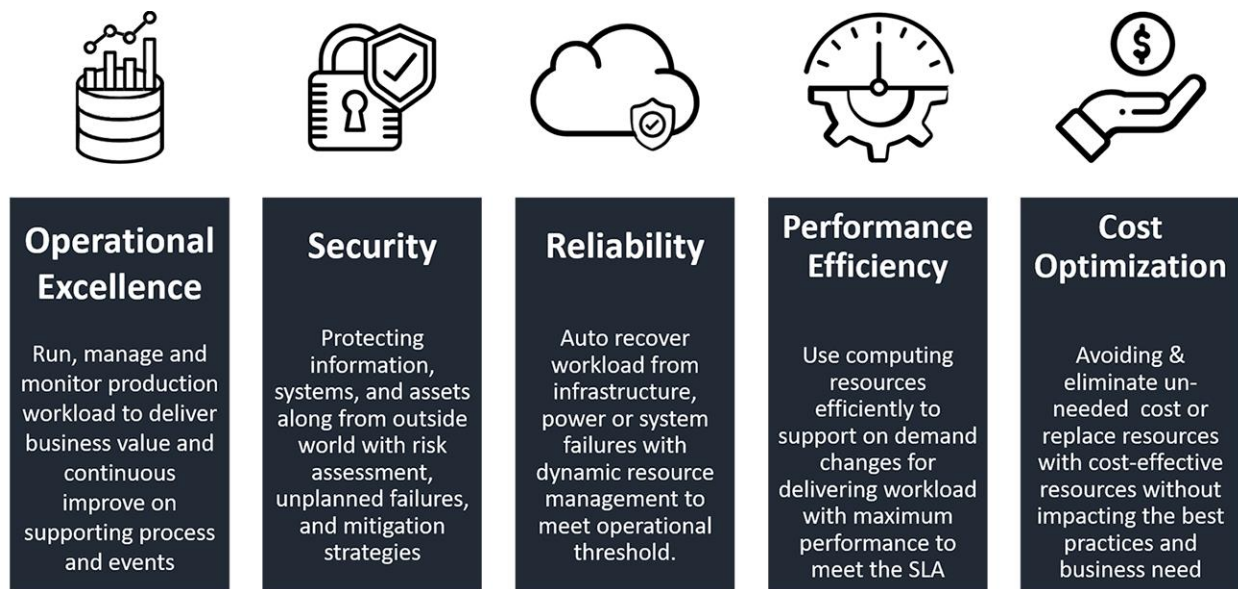 Operational
Excellence
Run, manage and
monitor production
workload to deliver
business value and
continuous
improve on
supporting process
and events
Security
Protecting
information,
systems, and assets
along from outside
world with risk
assessment,
unplanned failures,
and mitigation
strategies
Reliability
Auto recover
workload from
infrastructure,
power or system
failures with
dynamic resource
management to
meet operational
threshold.
Performance
Efficiency
Use computing
resources
efficiently to
support on demand
changes for
delivering workload
with maximum
performance to
meet the SLA
$
Cost
Optimization
Avoiding &
eliminate un-
needed cost or
replace resources
with cost-effective
resources without
impacting the best
practices and
business need